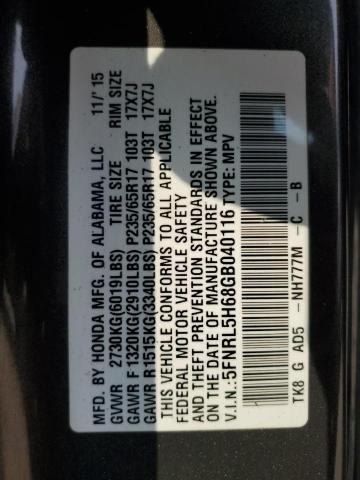 MFD. BY HONDA MFG. OF ALABAMA, LLC 11/'15
GVWR 2730KG(6019LBS) TIRE SIZE RIM SIZE
GAWR F 1320KG(2910LBS) P235/65R17 103T 17X7J
GAWR R 1515KG(3340LBS) P235/65R17 103T 17X7J
THIS VEHICLE CONFORMS TO ALL APPLICABLE
FEDERAL MOTOR VEHICLE SAFETY
AND THEFT PREVENTION STANDARDS IN EFFECT
ON THE DATE OF MANUFACTURE SHOWN ABOVE.
V.I.N.: 5FNRL5H68GB040116 TYPE: MPV
TK8 G AD5 -NH777M -C -B